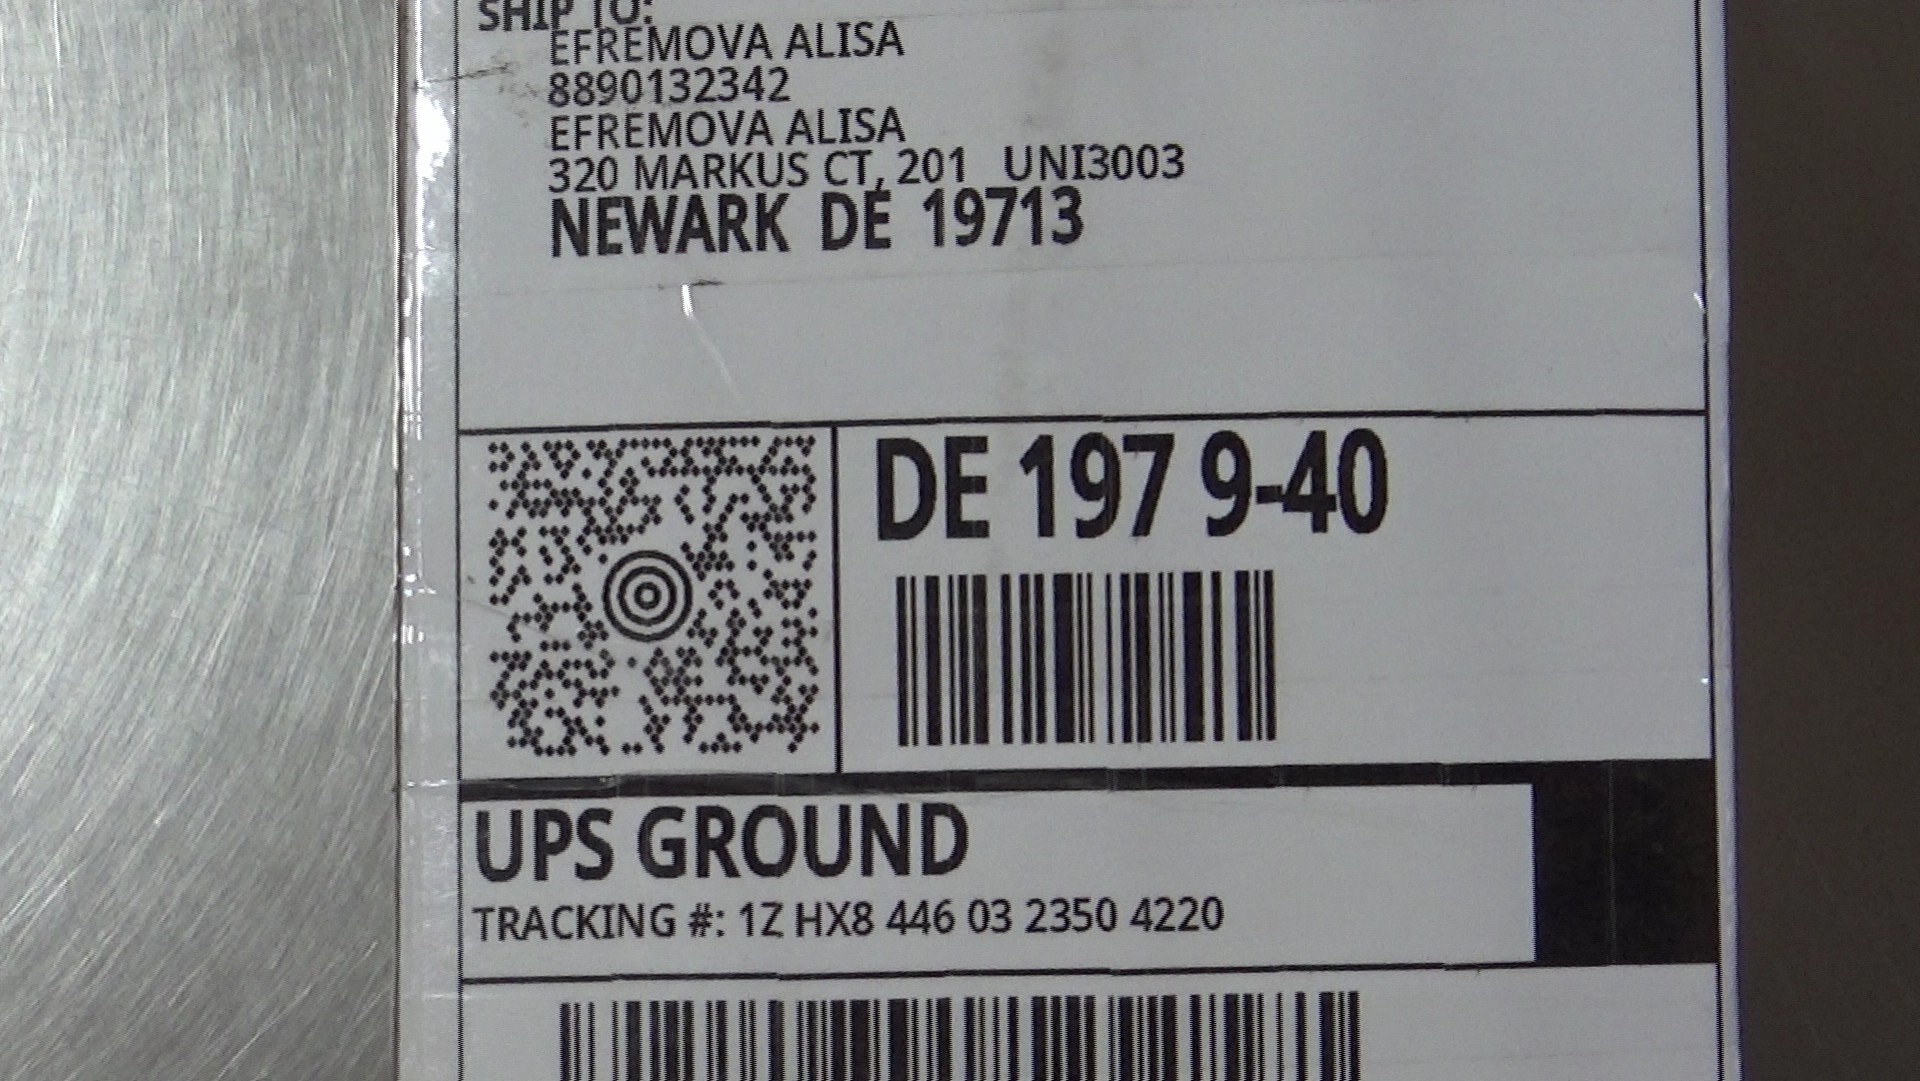 SHIP TO:
EFREMOVA ALISA
8890132342
EFREMOVA ALISA
320 MARKUS CT, 201 UNI3003
NEWARK DE 19713
DE 197 9-40
UPS GROUND
TRACKING #: 1Z HX8 446 03 2350 4220